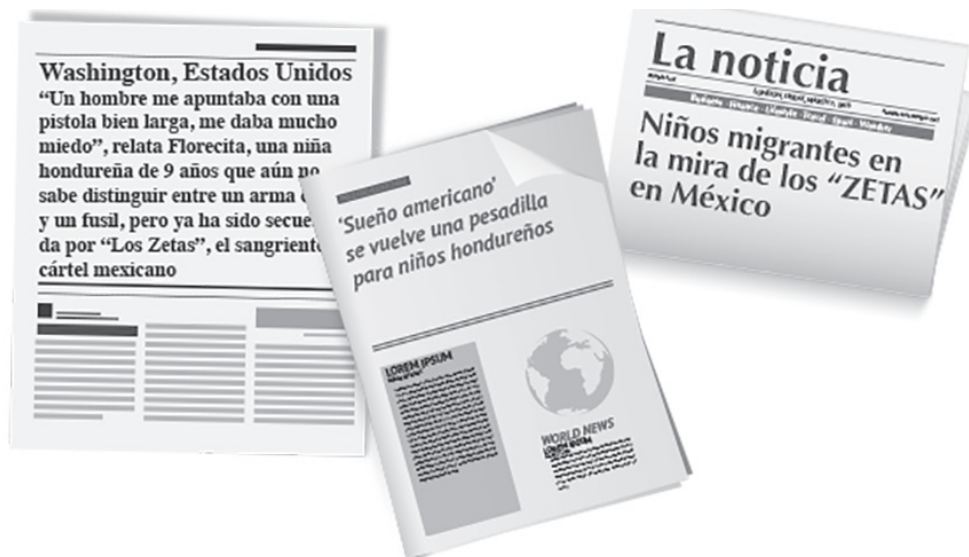 Washington, Estados Unidos
“Un hombre me apuntaba con una
pistola bien larga, me daba mucho
miedo”, relata Florecita, una niña
hondureña de 9 años que aún no
sabe distinguir entre un arma
y un fusil, pero ya ha sido
da por “Los Zetas”, el sangriento
cártel mexicano
‘Sueño americano’
se vuelve una pesadilla
para niños hondureños
LOREM IPSUM
WORLD NEWS
LOREM IPSUM
La noticia
Niños migrantes en
la mira de los “ZETAS”
en México